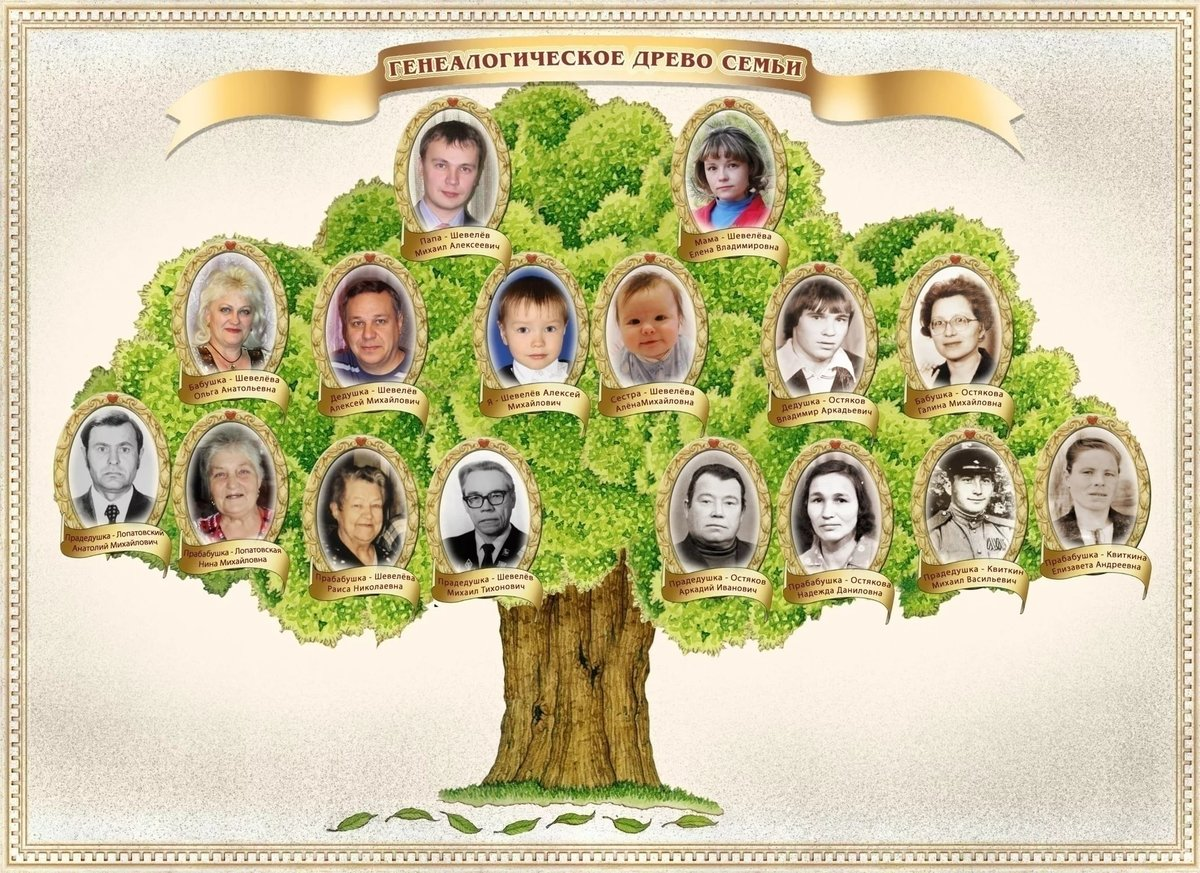 ГЕНЕАЛОГИЧЕСКОЕ ДРЕВО СЕМЬИ
Папа - Шевелёв
Михаил Алексеевич
Мама - Шевелёва
Елена Владимировна
Бабушка - Шевелёва
Ольга Анатольевна
Дедушка - Шевелёв
Алексей Михайлович
Я - Шевелёв Алексей
Михайлович
Сестра - Шевелёва
АлёнаМихайловна
Дедушка - Остяков
Владимир Аркадьевич
Бабушка - Остякова
Галина Михайловна
Прадедушка - Лопатовский
Анатолий Михайлович
Прабабушка - Лопатовская
Нина Михайловна
Прабабушка - Шевелёва
Раиса Николаевна
Прадедушка - Шевелёв
Михаил Тихонович
Прадедушка - Остяков
Аркадий Иванович
Прабабушка - Остякова
Надежда Даниловна
Прадедушка - Квиткин
Михаил Васильевич
Прабабушка - Квиткина
Елизавета Андреевна